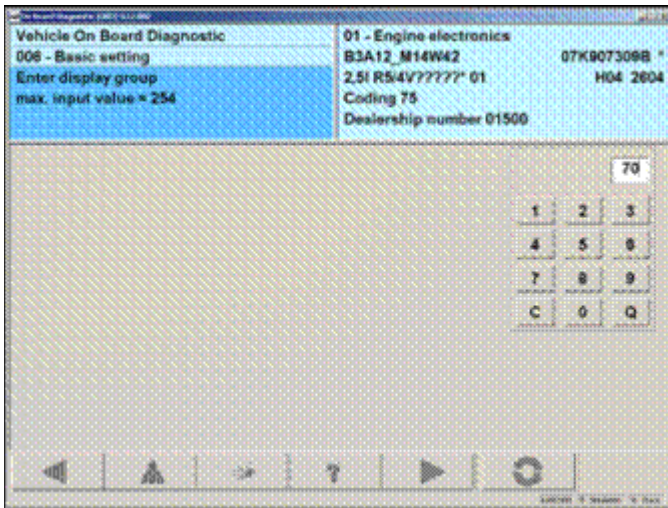 Vehicle On Board Diagnostic
006 - Basic setting
Enter display group
max. input value = 254
01 - Engine electronics
B3A12_M14W42 07K907309B *
2,5l R5/4V?????* 01 H04 2604
Coding 75
Dealership number 01500
70
1 2 3
4 5 6
7 8 9
C 0 Q
?